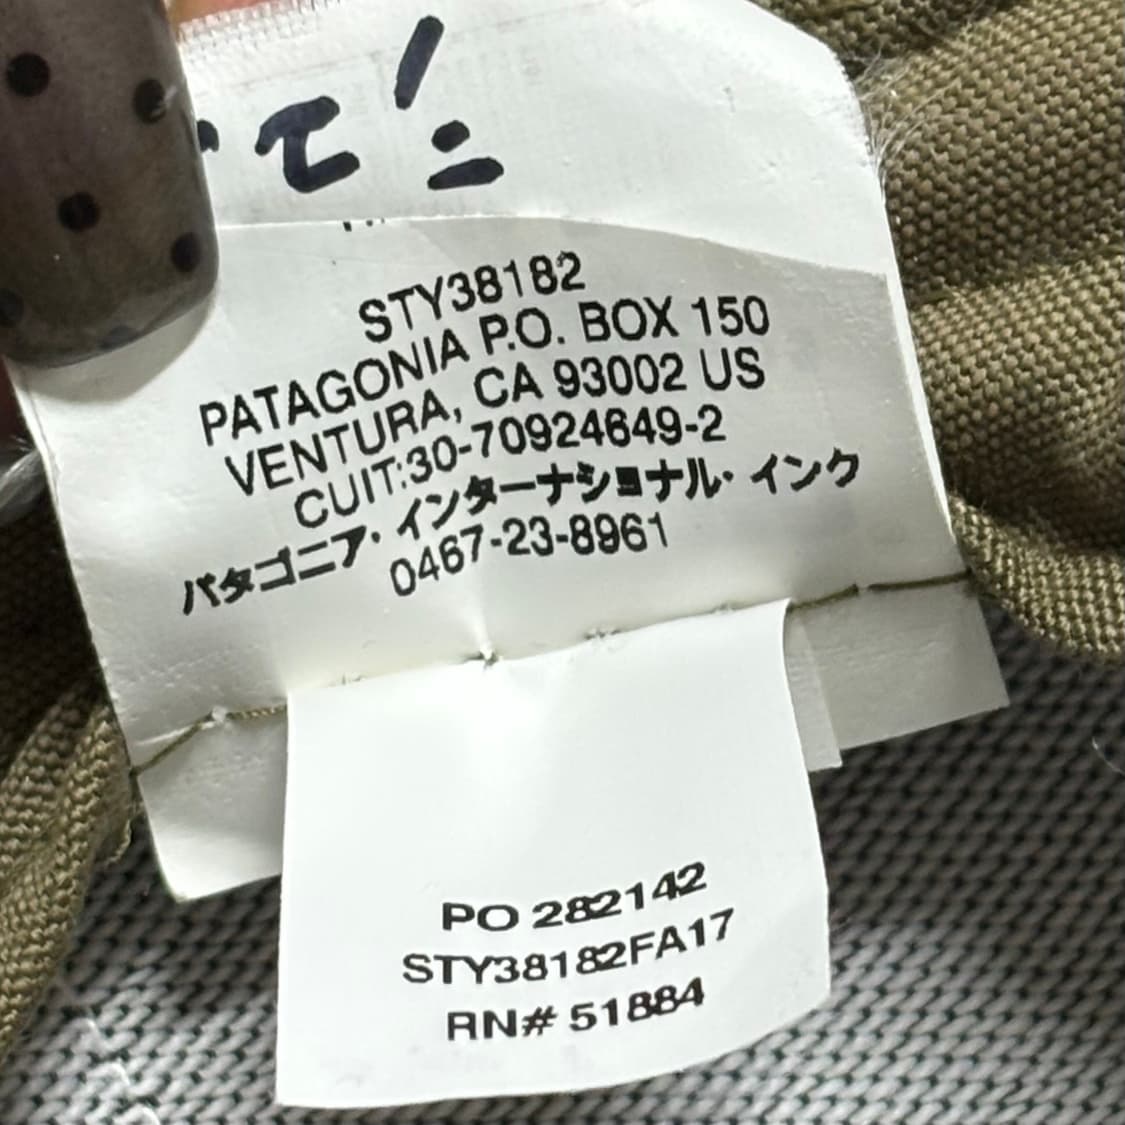 STY38182
PATAGONIA P.O. BOX 150
VENTURA, CA 93002 US
CUIT:30-70924649-2
パタゴニア・インターナショナル・インク
0467-23-8961
PO 282142
STY38182FA17
RN# 51884